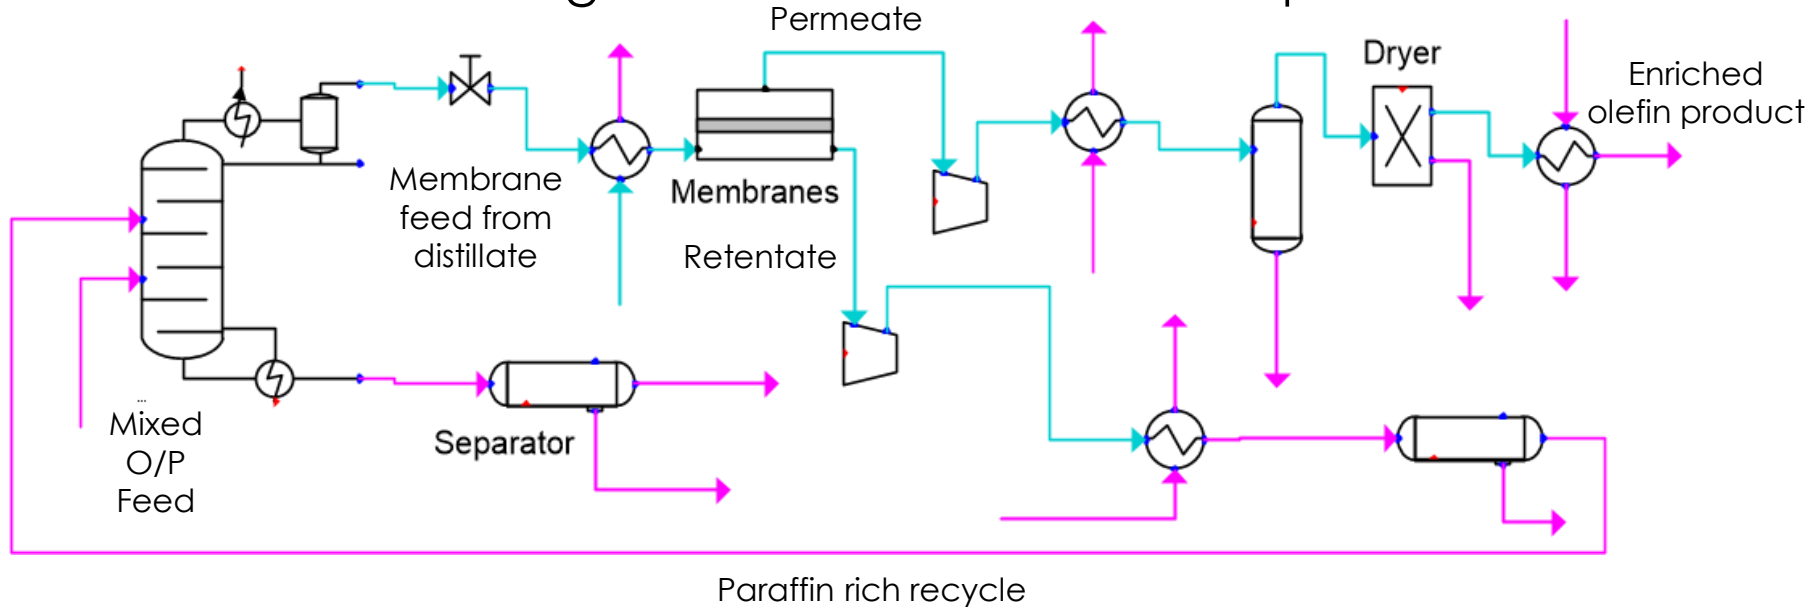 Permeate
Dryer
Enriched
olefin product
Membrane
feed from
distillate
Membranes
Retentate
...
Mixed
O/P
Feed
Separator
Paraffin rich recycle